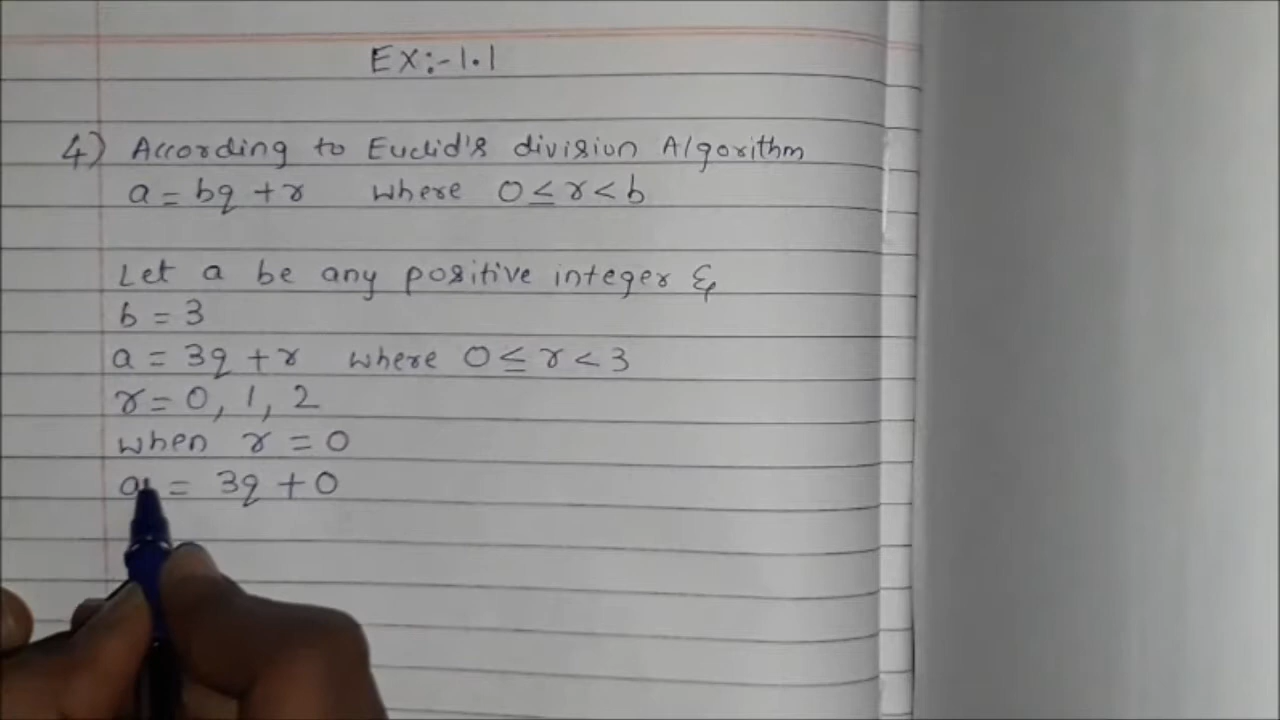 EX:-1.1
4) According to Euclid's division Algorithm
a = bq + r where 0 ≤ r < b
Let a be any positive integer &
b = 3
a = 3q + r where 0 ≤ r < 3
r = 0, 1, 2
when r = 0
a = 3q + 0